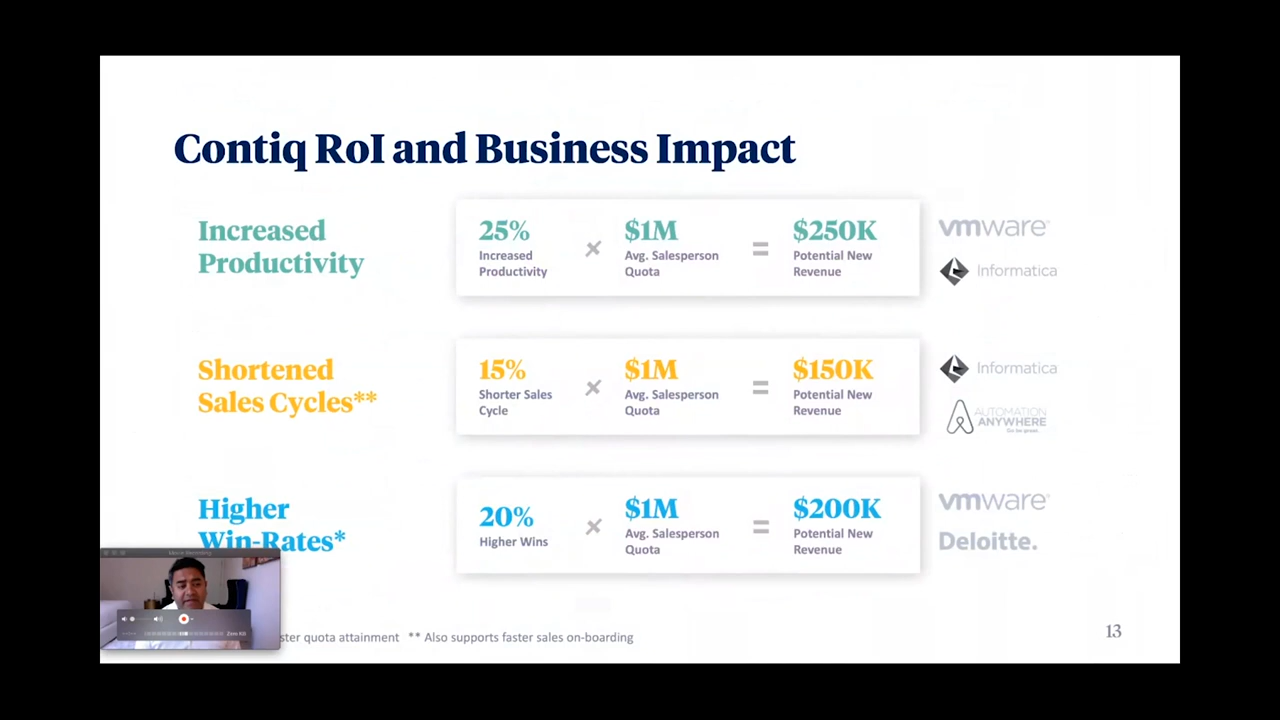 Contiq RoI and Business Impact
Increased
Productivity
25%
Increased
Productivity
×
$1M
Avg. Salesperson
Quota
=
$250K
Potential New
Revenue
vmware
Informatica
Shortened
Sales Cycles**
15%
Shorter Sales
Cycle
×
$1M
Avg. Salesperson
Quota
=
$150K
Potential New
Revenue
Informatica
AUTOMATION
ANYWHERE
Go be great.
Higher
Win-Rates*
20%
Higher Wins
×
$1M
Avg. Salesperson
Quota
=
$200K
Potential New
Revenue
vmware
Deloitte.
ster quota attainment ** Also supports faster sales on-boarding
13